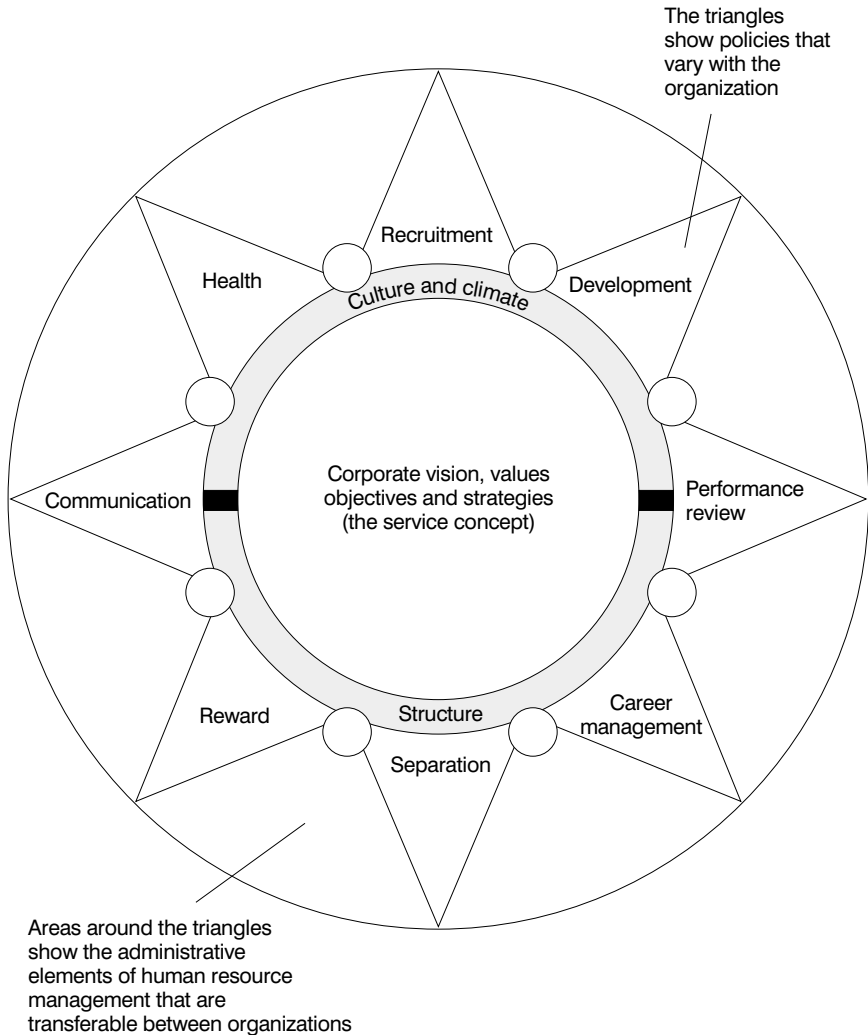 The triangles
show policies that
vary with the
organization
Recruitment
Health
Development
Culture and climate
Corporate vision, values
objectives and strategies
(the service concept)
Communication
Performance
review
Reward
Structure
Career
management
Separation
Areas around the triangles
show the administrative
elements of human resource
management that are
transferable between organizations